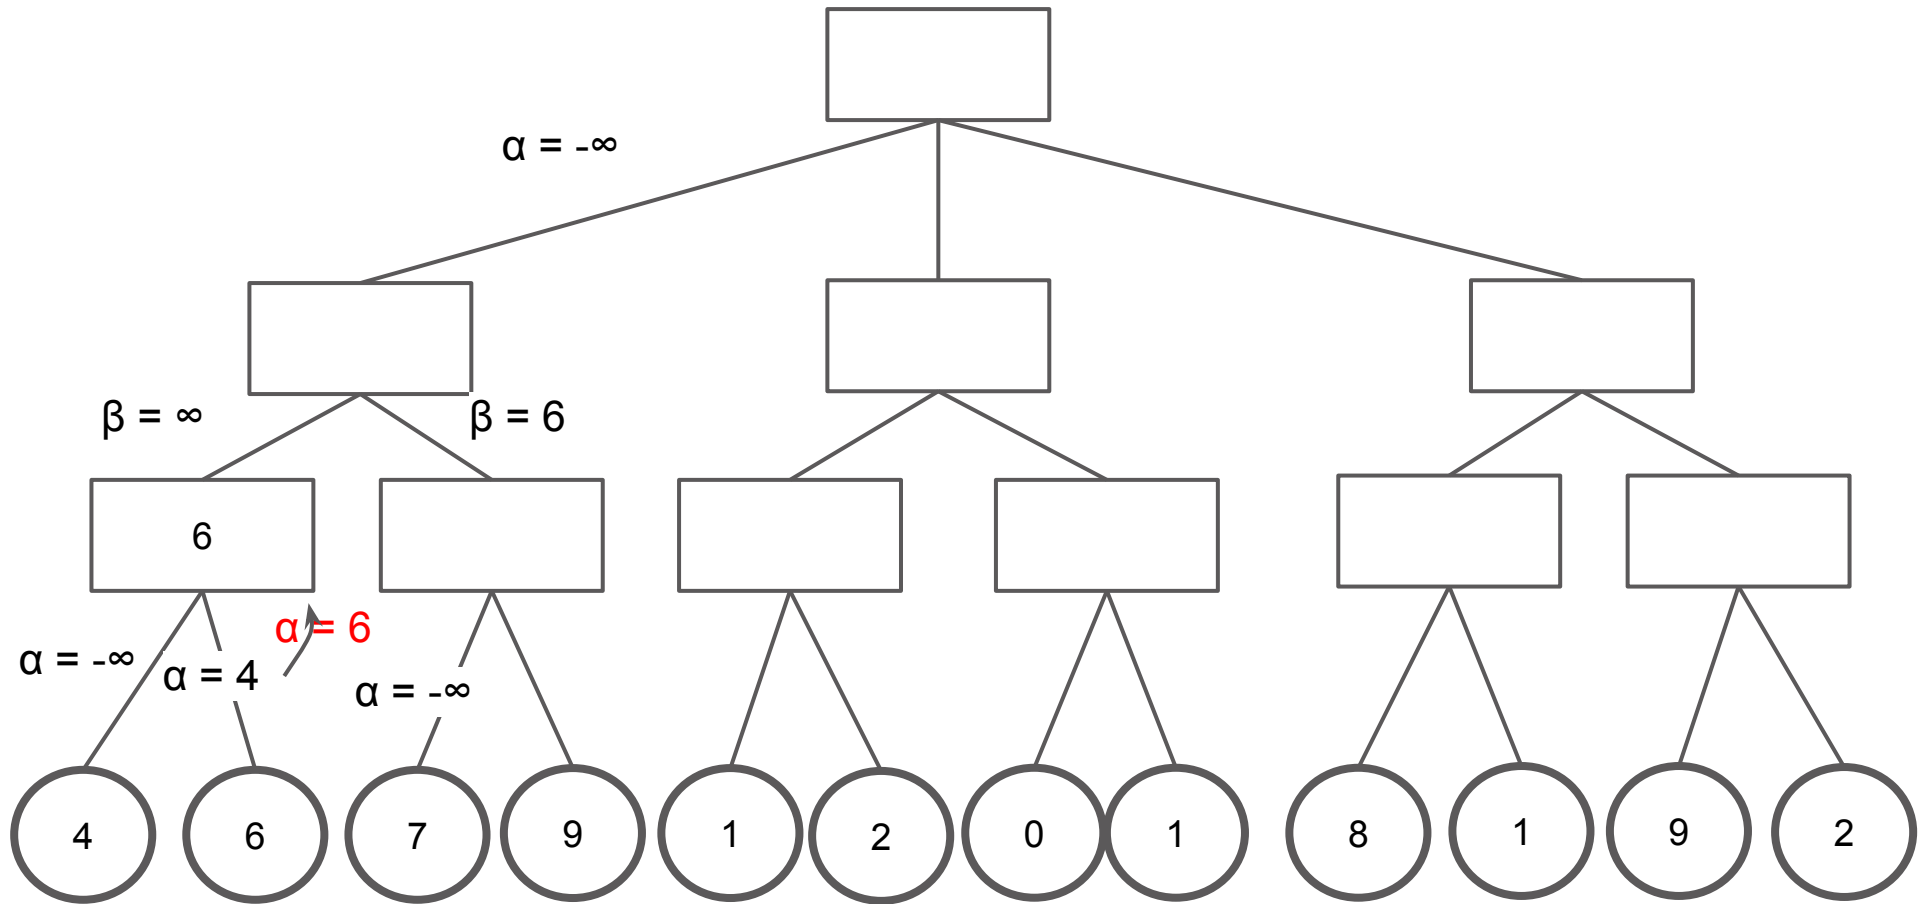 α = -∞
β = ∞
β = 6
6
α = 6
α = -∞
α = 4
α = -∞
4
6
7
9
1
2
0
1
8
1
9
2